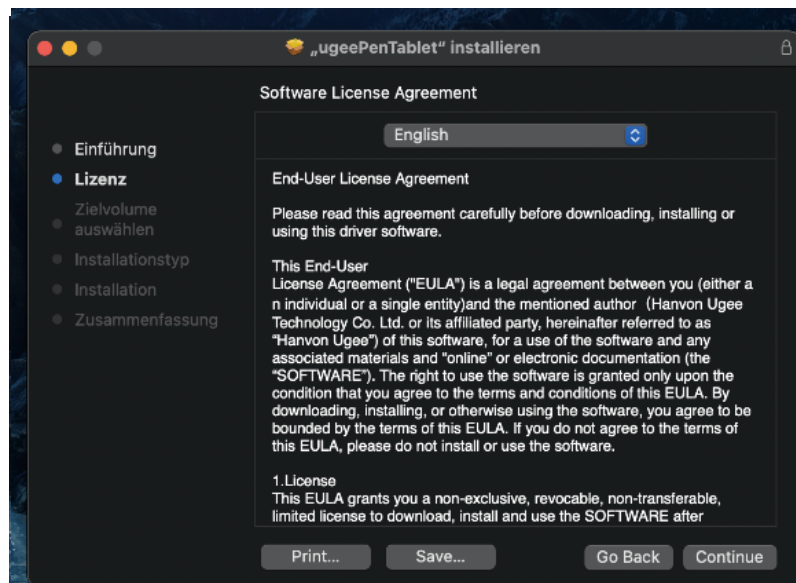 „ugeePenTablet“ installieren
Software License Agreement
English
Einführung
Lizenz
Zielvolume
auswählen
Installationstyp
Installation
Zusammenfassung
End-User License Agreement
Please read this agreement carefully before downloading, installing or
using this driver software.
This End-User
License Agreement ("EULA") is a legal agreement between you (either a
n individual or a single entity)and the mentioned author（Hanvon Ugee
Technology Co. Ltd. or its affiliated party, hereinafter referred to as
“Hanvon Ugee”) of this software, for a use of the software and any
associated materials and “online” or electronic documentation (the
“SOFTWARE”). The right to use the software is granted only upon the
condition that you agree to the terms and conditions of this EULA. By
downloading, installing, or otherwise using the software, you agree to be
bounded by the terms of this EULA. If you do not agree to the terms of
this EULA, please do not install or use the software.
1.License
This EULA grants you a non-exclusive, revocable, non-transferable,
limited license to download, install and use the SOFTWARE after
Print...
Save...
Go Back
Continue